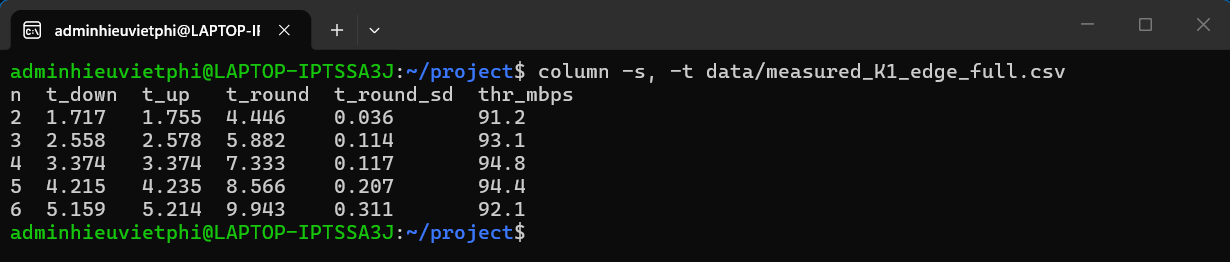 adminhieuvietphi@LAPTOP-IF
adminhieuvietphi@LAPTOP-IPTSSA3J:~/project$ column -s, -t data/measured_K1_edge_full.csv
n  t_down  t_up   t_round  t_round_sd  thr_mbps
2  1.717   1.755  4.446    0.036       91.2
3  2.558   2.578  5.882    0.114       93.1
4  3.374   3.374  7.333    0.117       94.8
5  4.215   4.235  8.566    0.207       94.4
6  5.159   5.214  9.943    0.311       92.1
adminhieuvietphi@LAPTOP-IPTSSA3J:~/project$